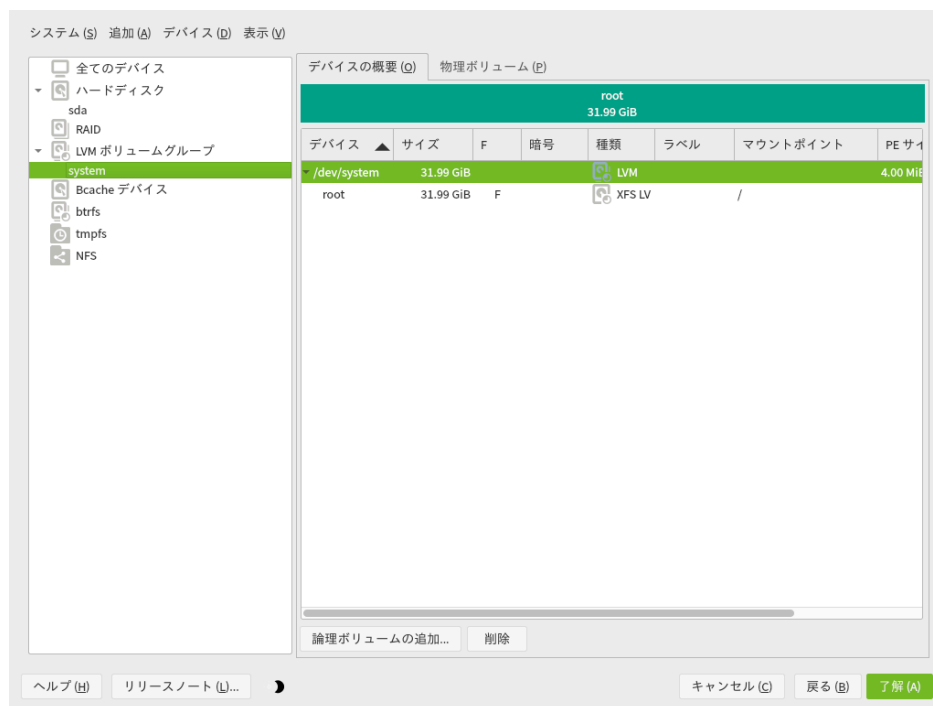 システム(S) 追加(A) デバイス(D) 表示(V)
全てのデバイス
ハードディスク
sda
RAID
LVM ボリュームグループ
system
Bcache デバイス
btrfs
tmpfs
NFS
デバイスの概要(O) 物理ボリューム(P)
root
31.99 GiB
デバイス サイズ F 暗号 種類 ラベル マウントポイント PE サイ
/dev/system 31.99 GiB LVM 4.00 MiB
root 31.99 GiB F XFS LV /
論理ボリュームの追加... 削除
ヘルプ(H) リリースノート(L)... キャンセル(C) 戻る(B) 了解(A)